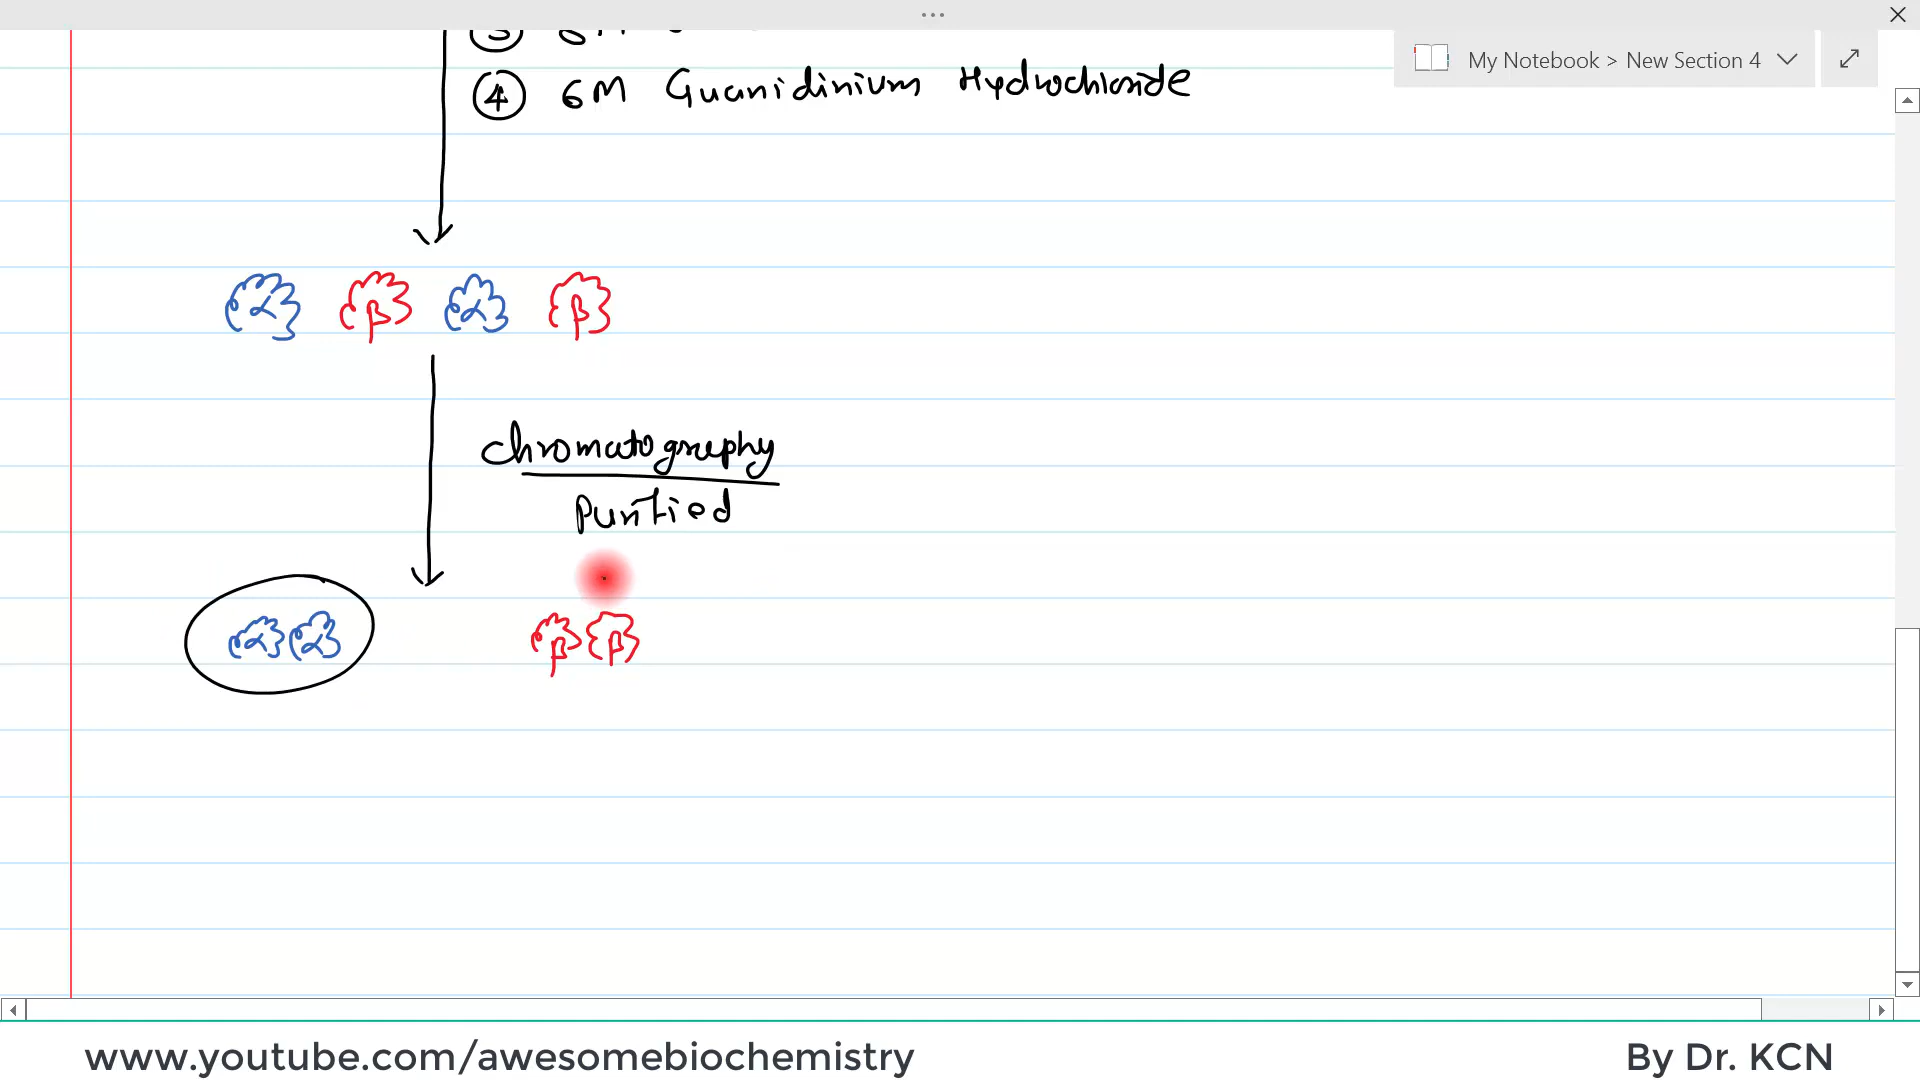 My Notebook > New Section 4
④ 6M Guanidinium Hydrochloride
α β α β
Chromatography
Purified
α α β β
www.youtube.com/awesomebiochemistry
By Dr. KCN